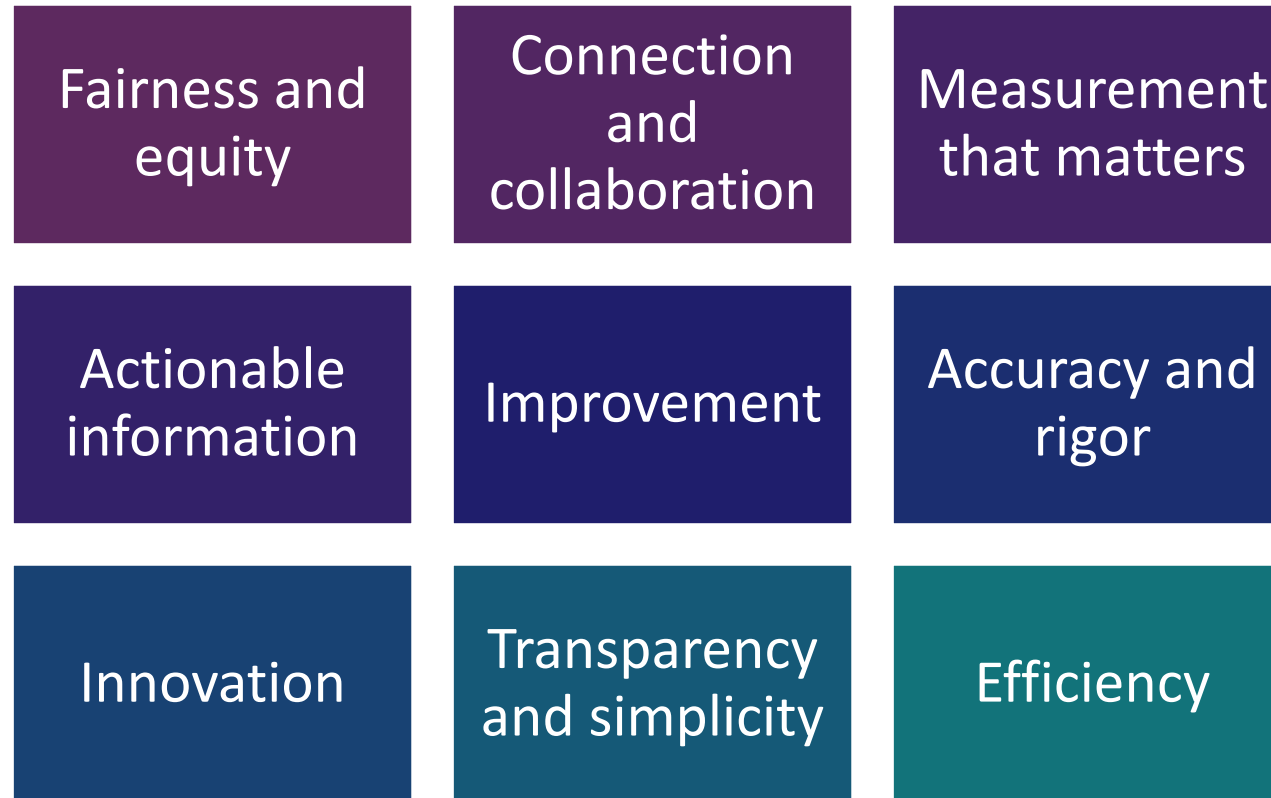 Fairness and
equity
Connection
and
collaboration
Measurement
that matters
Actionable
information
Improvement
Accuracy and
rigor
Innovation
Transparency
and simplicity
Efficiency